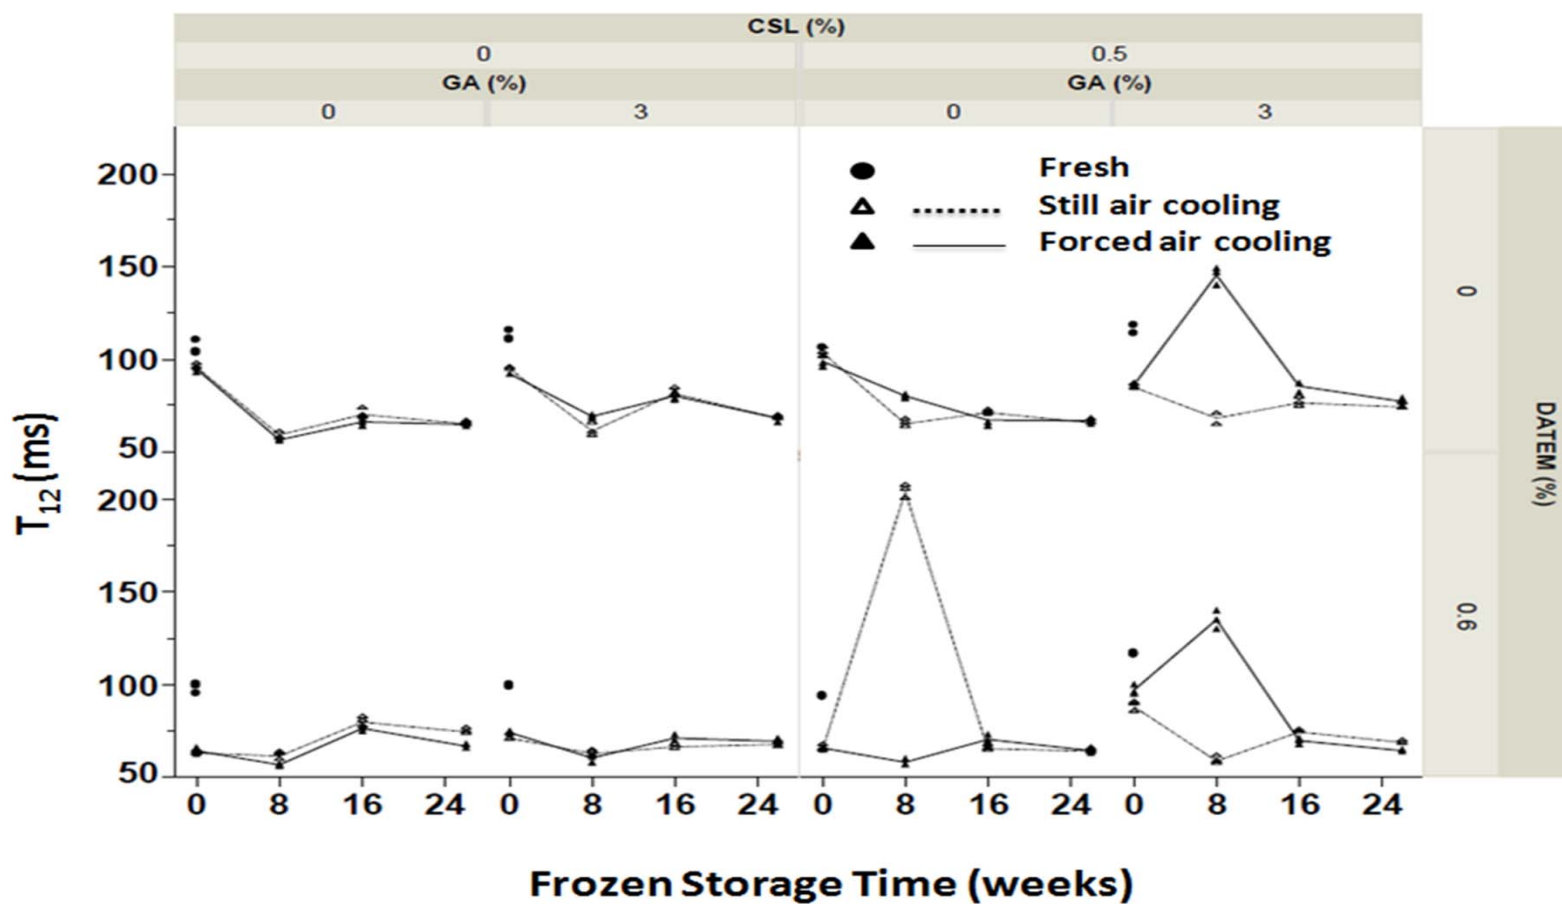 CSL (%)
0 0.5
GA (%) GA (%)
0 3 0 3
Fresh
Still air cooling
Forced air cooling
200
150
100
50
200
150
100
50
T12 (ms)
0
0.6
DATEM (%)
0 8 16 24 0 8 16 24 0 8 16 24 0 8 16 24
Frozen Storage Time (weeks)